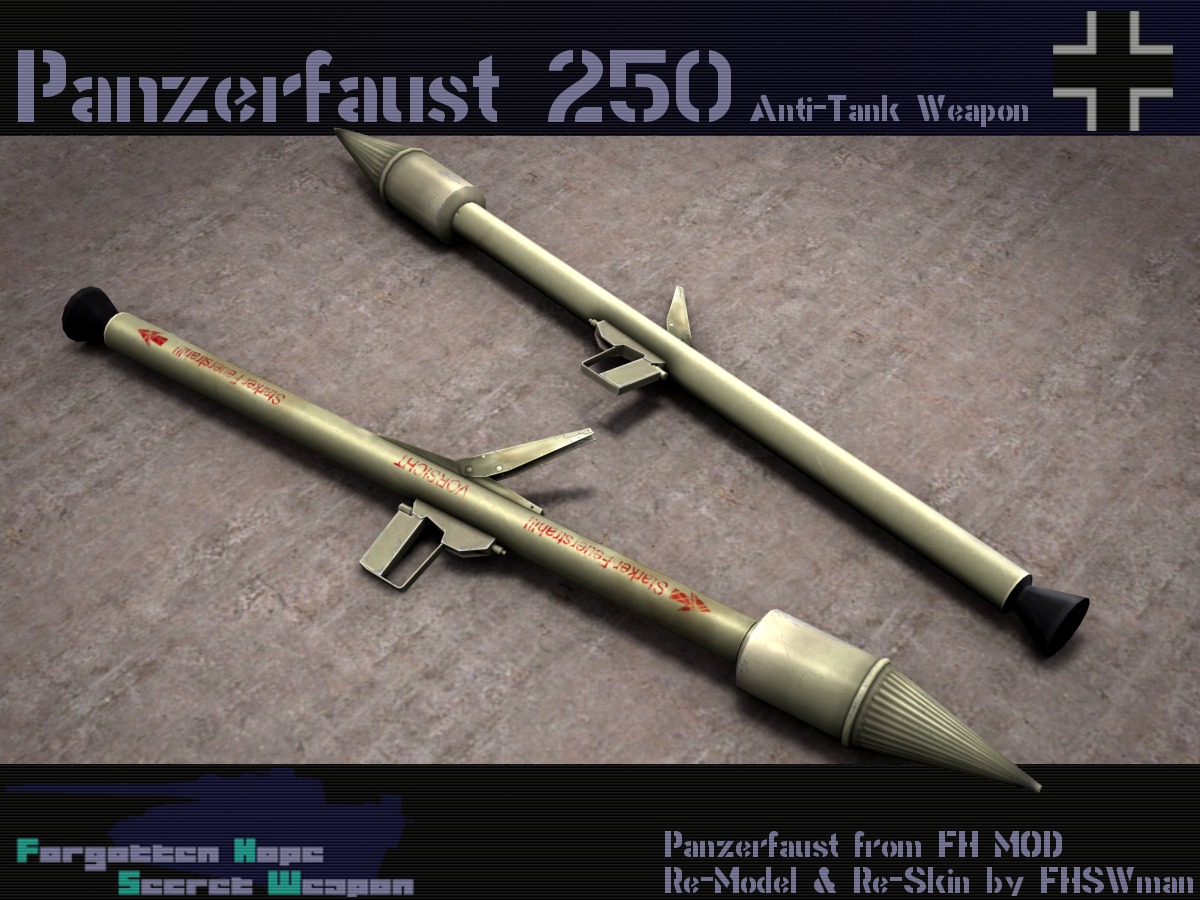 Panzerfaust 250 Anti-Tank Weapon
Starker Feuerstrahl!!!
VORSICHT
Starker Feuerstrahl!!!
Forgotten Hope
Secret Weapon
Panzerfaust from FH MOD
Re-Model & Re-Skin by FHSWman